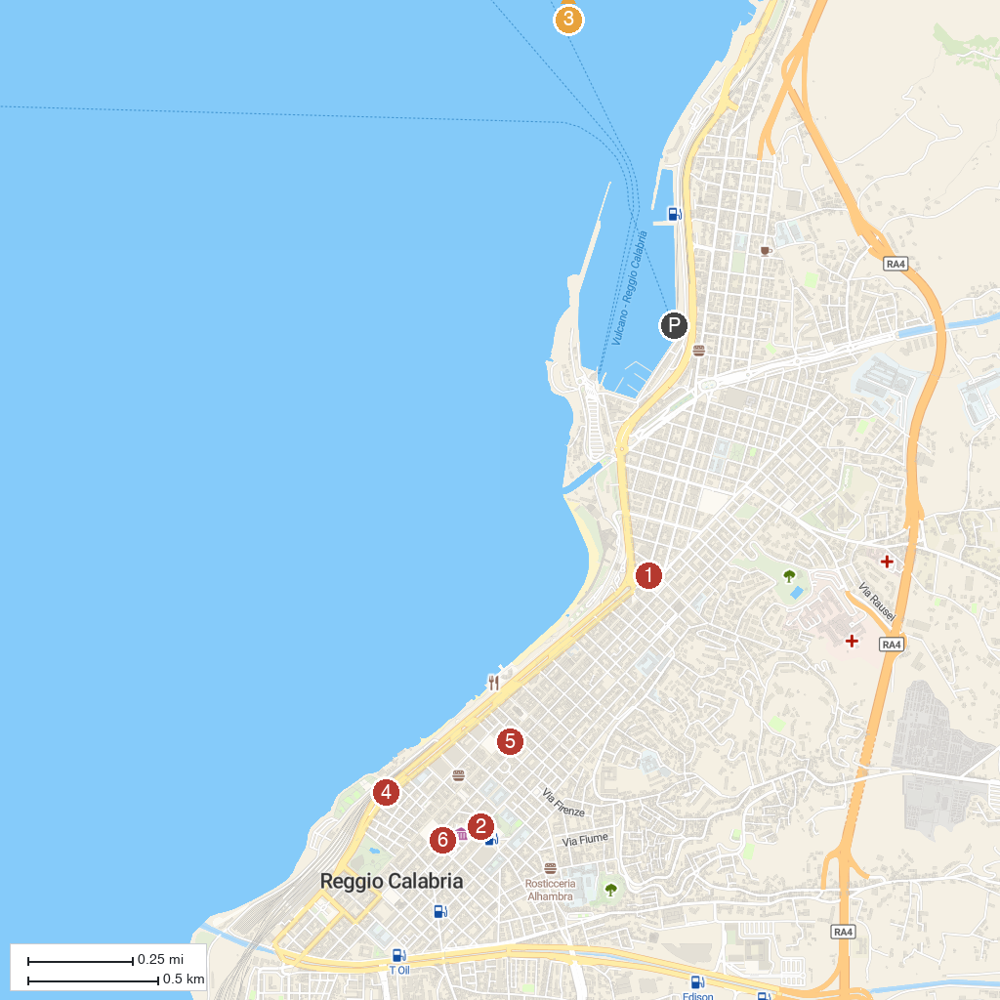 3
Vulcano - Reggio Calabria
RA4
P
1
Via Rausei
RA4
5
4
Via Firenze
2
6
Via Fiume
Reggio Calabria
Rosticceria
Alhambra
RA4
T Oil
Edison
0.25 mi
0.5 km